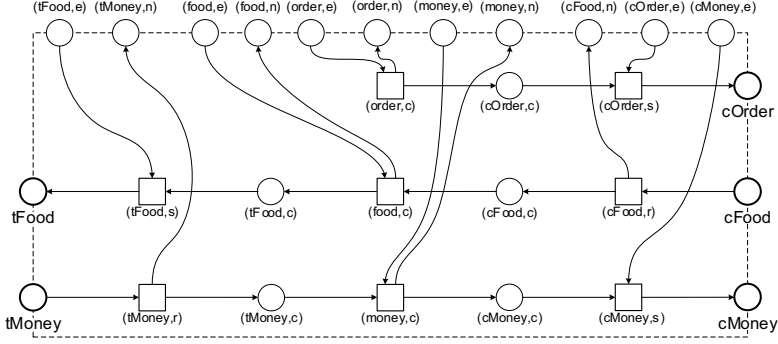 (tFood,e) (tMoney,n) (food,e) (food,n) (order,e) (order,n) (money,e) (money,n) (cFood,n) (cOrder,e) (cMoney,e)
(order,c) (cOrder,c) (cOrder,s)
cOrder
(tFood,s) (tFood,c) (food,c) (cFood,c) (cFood,r)
tFood cFood
(tMoney,r) (tMoney,c) (money,c) (cMoney,c) (cMoney,s)
tMoney cMoney